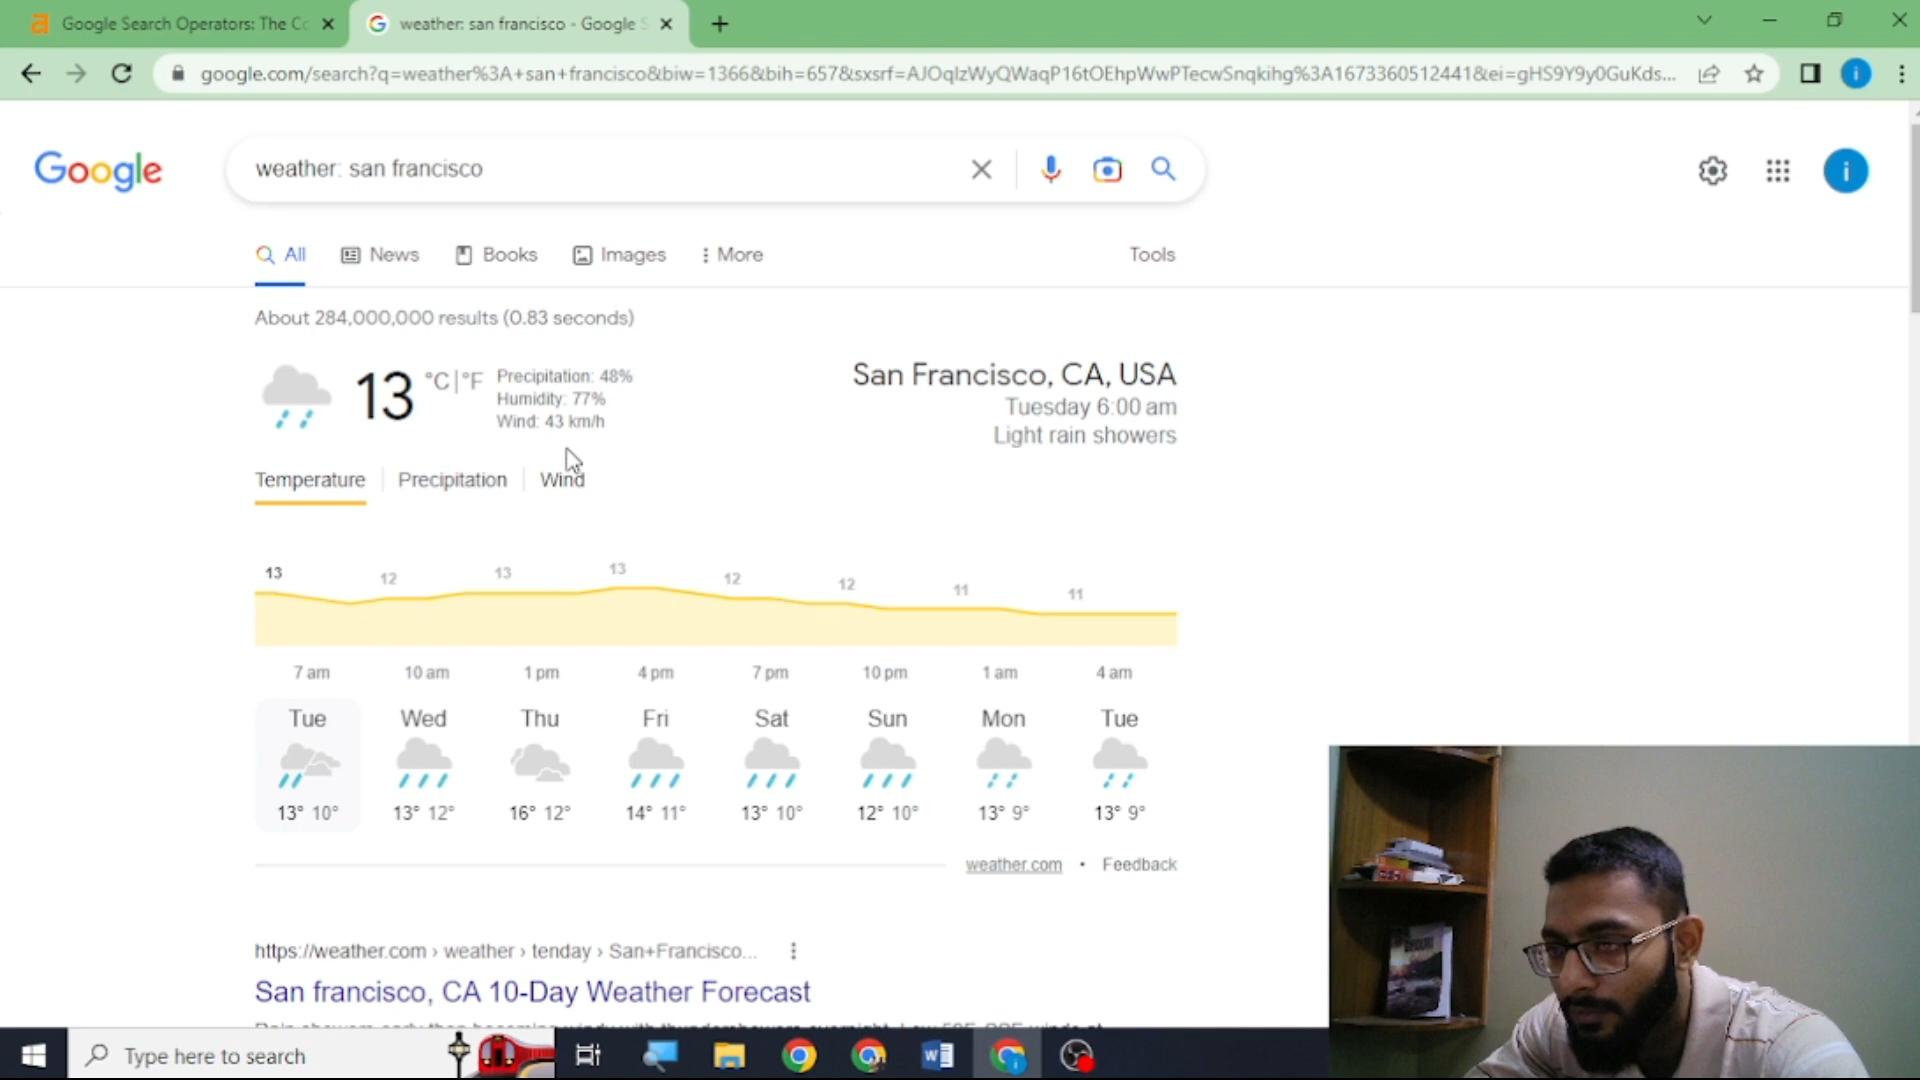 Google Search Operators: The Co
weather: san francisco - Google S
google.com/search?q=weather%3A+san+francisco&biw=1366&bih=657&sxsrf=AJOqlzWyQWaqP16tOEhpWwPTecwSnqkihg%3A1673360512441&ei=gHS9Y9y0GuKds...
i
Google
weather: san francisco
i
All
News
Books
Images
More
Tools
About 284,000,000 results (0.83 seconds)
13 °C | °F
Precipitation: 48%
Humidity: 77%
Wind: 43 km/h
San Francisco, CA, USA
Tuesday 6:00 am
Light rain showers
Temperature
Precipitation
Wind
13 12 13 13 12 12 11 11
7 am 10 am 1 pm 4 pm 7 pm 10 pm 1 am 4 am
Tue Wed Thu Fri Sat Sun Mon Tue
13° 10° 13° 12° 16° 12° 14° 11° 13° 10° 12° 10° 13° 9° 13° 9°
weather.com • Feedback
https://weather.com › weather › tenday › San+Francisco...
San francisco, CA 10-Day Weather Forecast
Type here to search